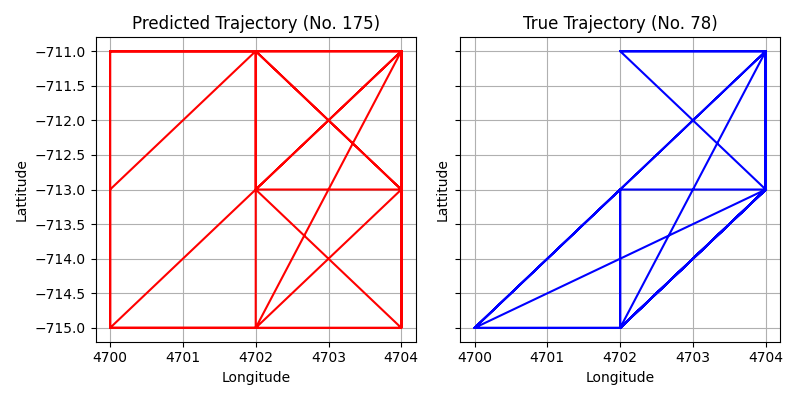 Predicted Trajectory (No. 175)
True Trajectory (No. 78)
−711.0
−711.5
−712.0
−712.5
−713.0
−713.5
−714.0
−714.5
−715.0
Lattitude
Lattitude
4700 4701 4702 4703 4704
4700 4701 4702 4703 4704
Longitude
Longitude